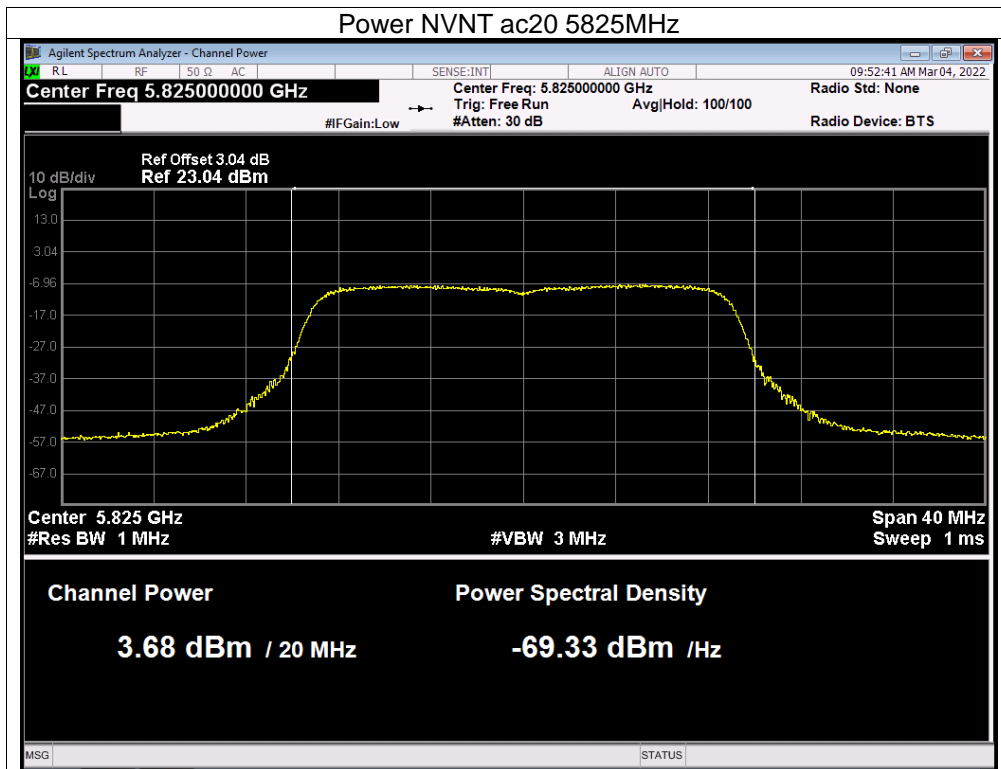 Power NVNT ac20 5825MHz
Agilent Spectrum Analyzer - Channel Power
LXI RL RF 50 Ω AC SENSE:INT ALIGN AUTO 09:52:41 AM Mar 04, 2022
Center Freq 5.825000000 GHz Center Freq: 5.825000000 GHz Radio Std: None
Trig: Free Run Avg|Hold: 100/100
#IFGain:Low #Atten: 30 dB Radio Device: BTS
Ref Offset 3.04 dB
10 dB/div Ref 23.04 dBm
Log
13.0
3.04
-6.96
-17.0
-27.0
-37.0
-47.0
-57.0
-67.0
Center 5.825 GHz Span 40 MHz
#Res BW 1 MHz #VBW 3 MHz Sweep 1 ms
Channel Power Power Spectral Density
3.68 dBm / 20 MHz -69.33 dBm /Hz
MSG STATUS